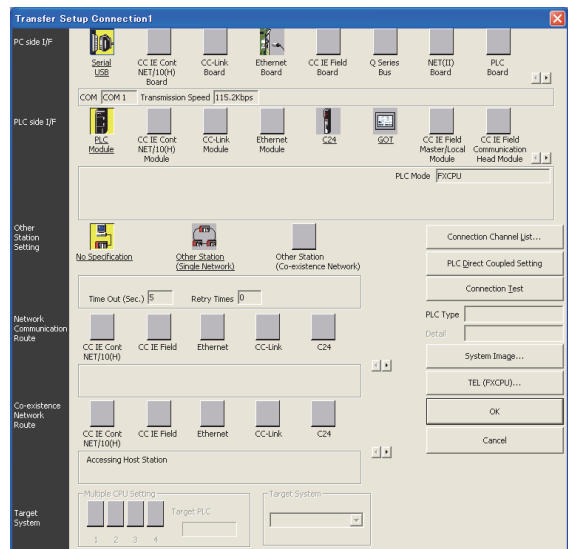 Transfer Setup Connection1
PC side I/F
Serial USB
CC IE Cont NET/10(H) Board
CC-Link Board
Ethernet Board
CC IE Field Board
Q Series Bus
NET(II) Board
PLC Board
COM COM 1 Transmission Speed 115.2Kbps
PLC side I/F
PLC Module
CC IE Cont NET/10(H) Module
CC-Link Module
Ethernet Module
C24
GOT
CC IE Field Master/Local Module
CC IE Field Communication Head Module
PLC Mode FXCPU
Other Station Setting
No Specification
Other Station (Single Network)
Other Station (Co-existence Network)
Time Out (Sec.) 5 Retry Times 0
Connection Channel List...
PLC Direct Coupled Setting
Connection Test
PLC Type
Detail
System Image...
TEL (FXCPU)...
OK
Cancel
Network Communication Route
CC IE Cont NET/10(H)
CC IE Field
Ethernet
CC-Link
C24
Co-existence Network Route
CC IE Cont NET/10(H)
CC IE Field
Ethernet
CC-Link
C24
Accessing Host Station
Target System
Multiple CPU Setting
1 2 3 4
Target PLC
Target System